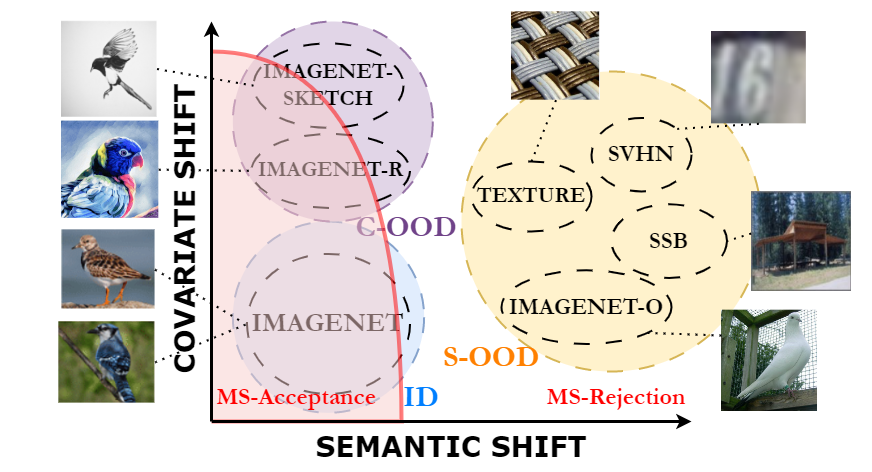 COVARIATE SHIFT
IMAGENET-
SKETCH
IMAGENET-R
C-OOD
IMAGENET
MS-Acceptance
ID
16
SVHN
TEXTURE
SSB
IMAGENET-O
S-OOD
MS-Rejection
SEMANTIC SHIFT